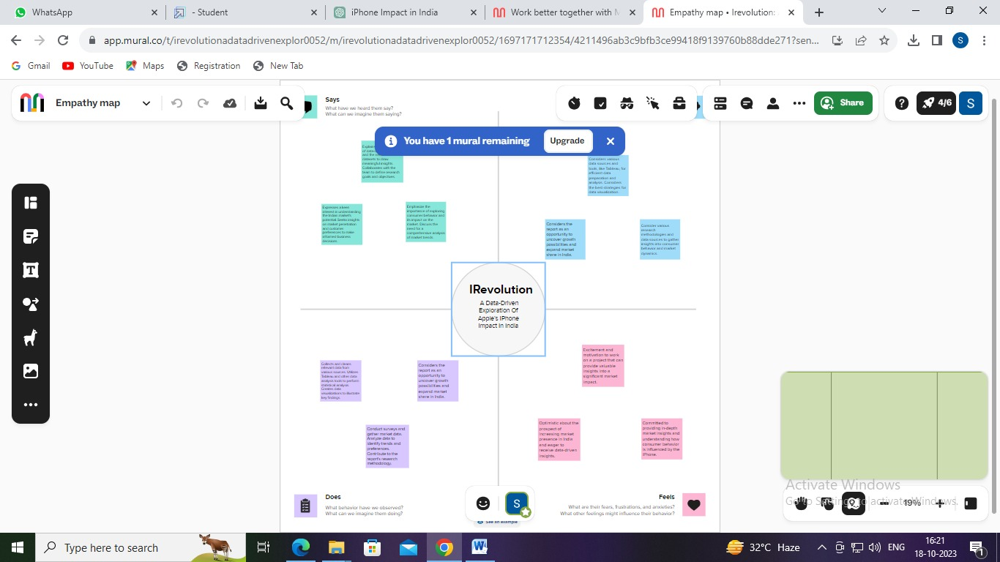 WhatsApp
- Student
iPhone Impact in India
Work better together with M
Empathy map • Irevolution:
app.mural.co/t/irevolutionadatadrivenexplor0052/m/irevolutionadatadrivenexplor0052/1697171712354/4211496ab3c9bfb3ce99418f9139760b88dde271?sen...
S
Gmail
YouTube
Maps
Registration
New Tab
Empathy map
Share
4/6
S
Says
What have we heard them say?
What can we imagine them saying?
You have 1 mural remaining
Upgrade
of data-
and the
datasets to draw
meaningful insights.
Collaborates with the
team to define research
goals and objectives.
Expresses a keen
interest in understanding
the Indian market's
potential. Seeks insights
on market penetration
and customer
preferences to make
informed business
decisions.
Emphasize the
importance of exploring
consumer behavior and
its impact on the
market. Discuss the
need for a
comprehensive analysis
of market trends.
Considers various
data sources and
tools, like Tableau, for
efficient data
preparation and
analysis. Considers
the best strategies for
data visualization.
Considers the
report as an
opportunity to
uncover growth
possibilities and
expand market
share in India.
Consider various
research
methodologies and
data sources to gather
insights into consumer
behavior and market
dynamics.
IRevolution
A Data-Driven
Exploration Of
Apple's iPhone
Impact In India
Collects and cleans
relevant data from
various sources. Utilizes
Tableau and other data
analysis tools to perform
statistical analysis.
Creates data
visualizations to illustrate
key findings.
Considers the
report as an
opportunity to
uncover growth
possibilities and
expand market
share in India.
Conduct surveys and
gather market data.
Analyze data to
identify trends and
preferences.
Contribute to the
report's research
methodology.
Excitement and
motivation to work
on a project that can
provide valuable
insights into a
significant market
impact.
Optimistic about the
prospect of
increasing market
presence in India
and eager to
receive data-driven
insights.
Committed to
providing in-depth
market insights and
understanding how
consumer behavior
is influenced by the
iPhone.
Does
What behavior have we observed?
What can we imagine them doing?
Feels
What are their fears, frustrations, and anxieties?
What other feelings might influence their behavior?
S
See an example
Activate Windows
Go to Settings to activate Windows.
19%
Type here to search
32°C Haze
ENG
16:21
18-10-2023
1